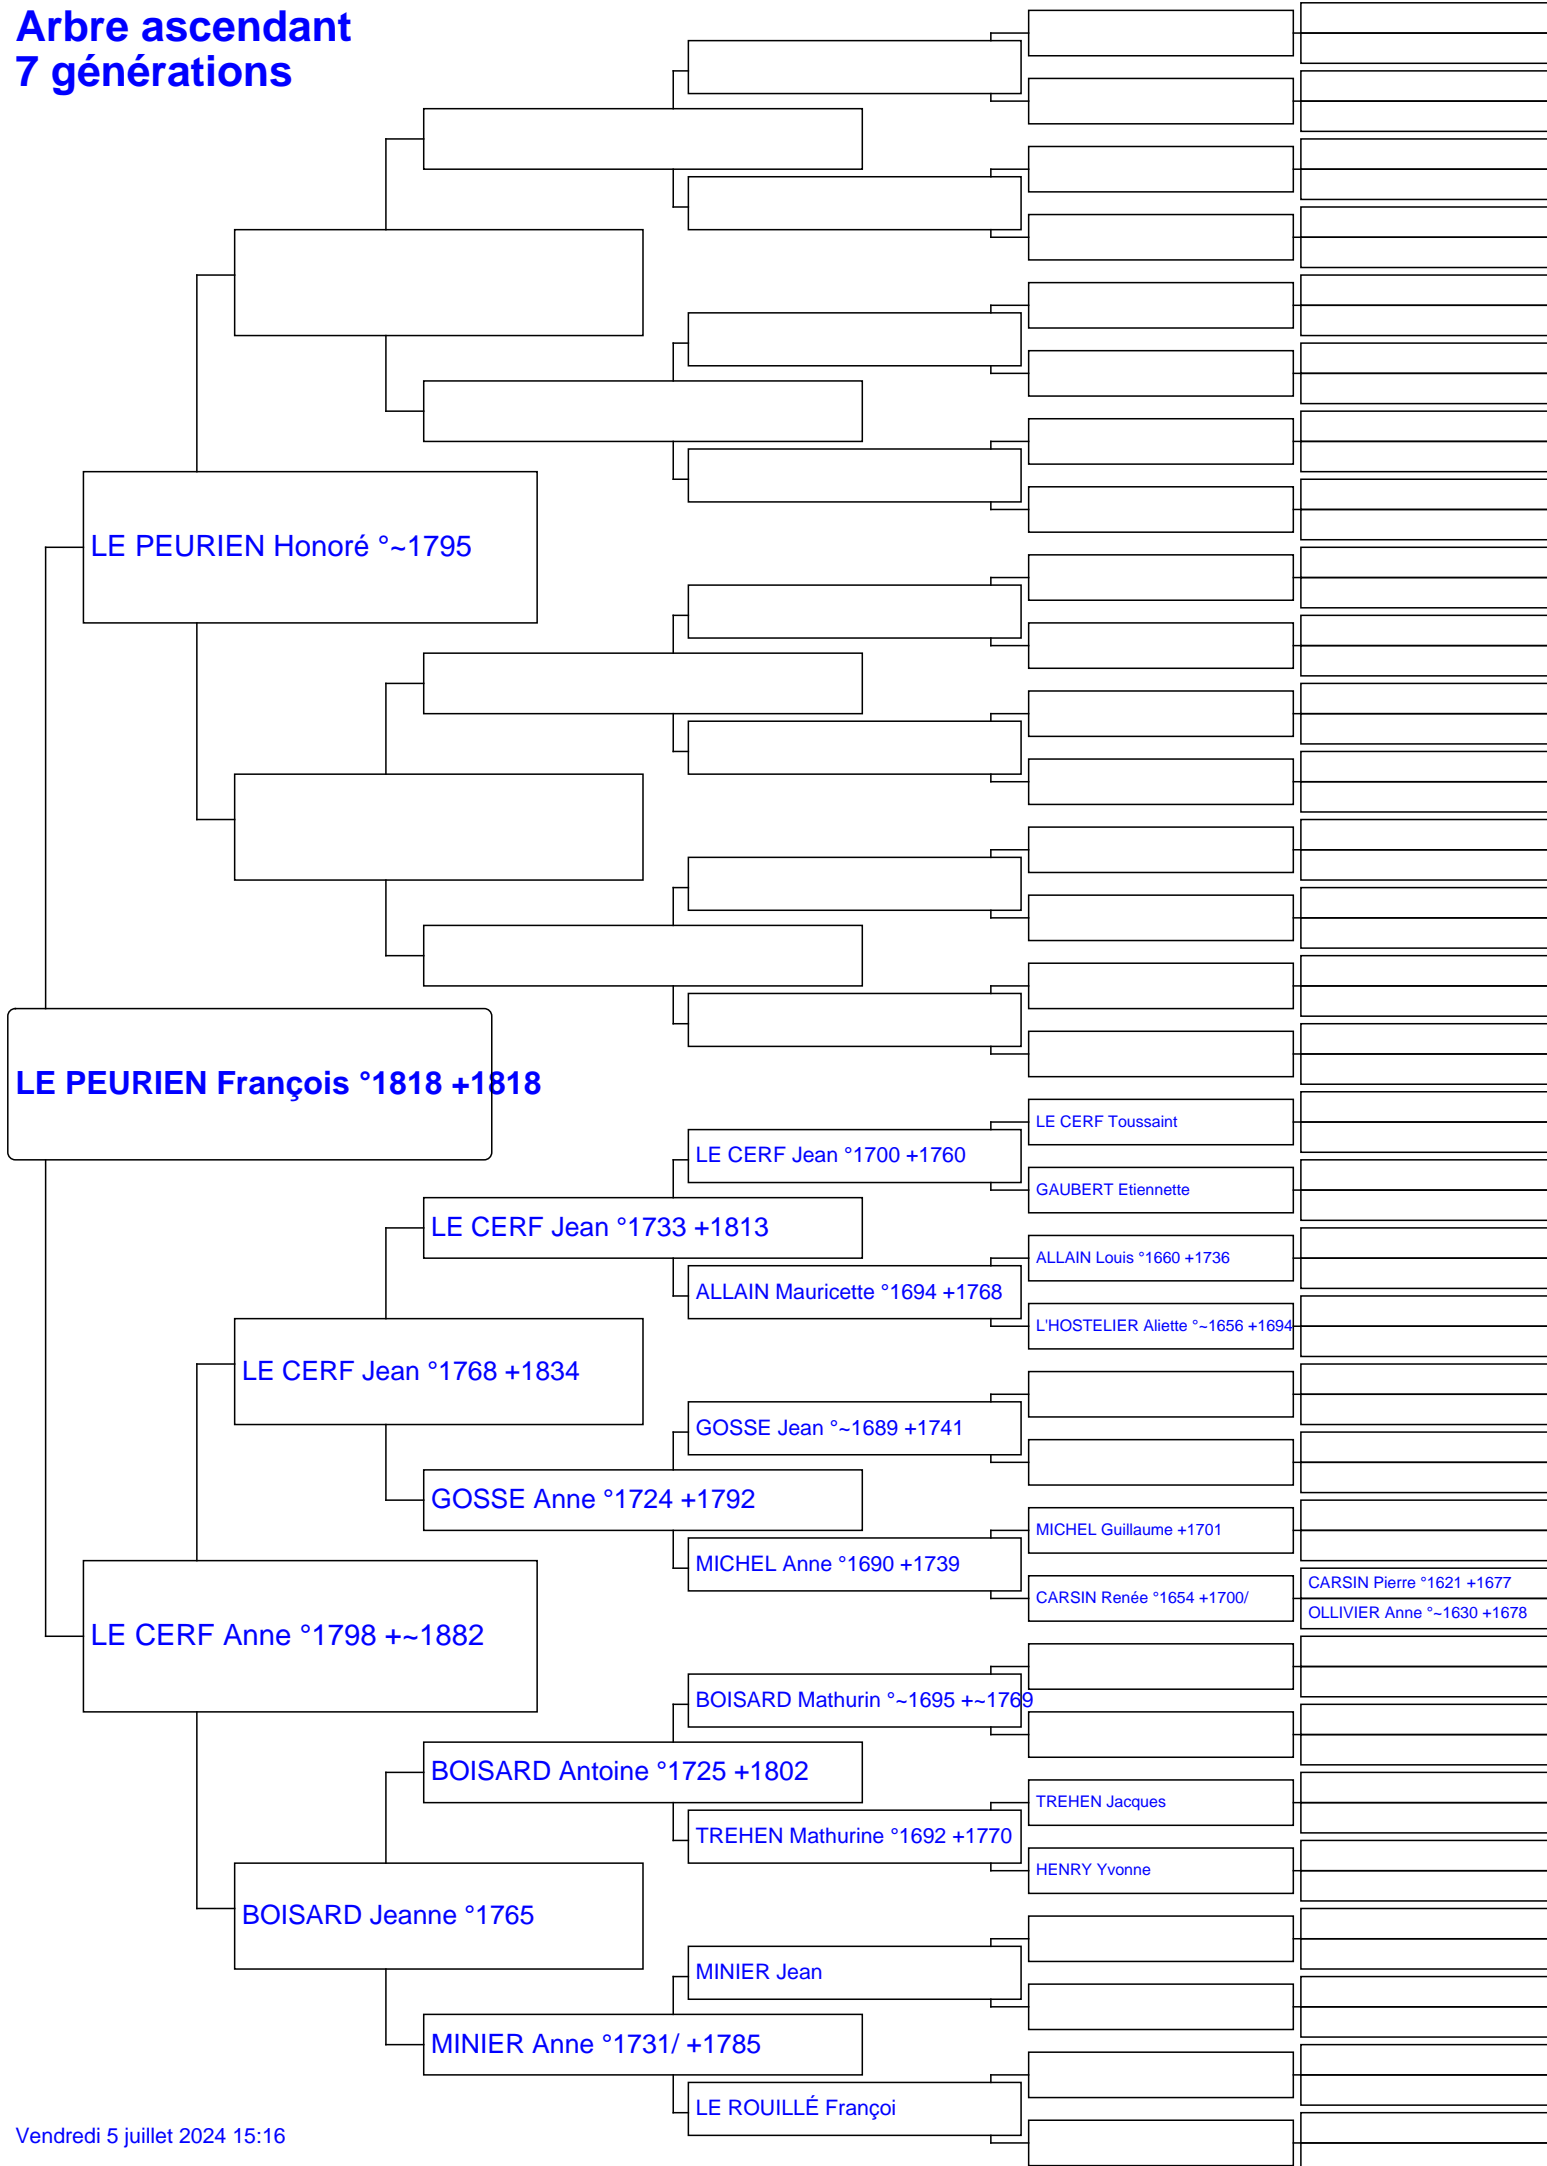 Arbre ascendant
7 générations
LE PEURIEN Honoré °~1795
LE PEURIEN François °1818 +1818
LE CERF Toussaint
LE CERF Jean °1700 +1760
GAUBERT Etiennette
LE CERF Jean °1733 +1813
ALLAIN Louis °1660 +1736
ALLAIN Mauricette °1694 +1768
L'HOSTELIER Aliette °~1656 +1694
LE CERF Jean °1768 +1834
GOSSE Jean °~1689 +1741
GOSSE Anne °1724 +1792
MICHEL Guillaume +1701
MICHEL Anne °1690 +1739
CARSIN Pierre °1621 +1677
CARSIN Renée °1654 +1700/
OLLIVIER Anne °~1630 +1678
LE CERF Anne °1798 +~1882
BOISARD Mathurin °~1695 +~1769
BOISARD Antoine °1725 +1802
TREHEN Jacques
TREHEN Mathurine °1692 +1770
HENRY Yvonne
BOISARD Jeanne °1765
MINIER Jean
MINIER Anne °1731/ +1785
LE ROUILLÉ Françoi
Vendredi 5 juillet 2024 15:16